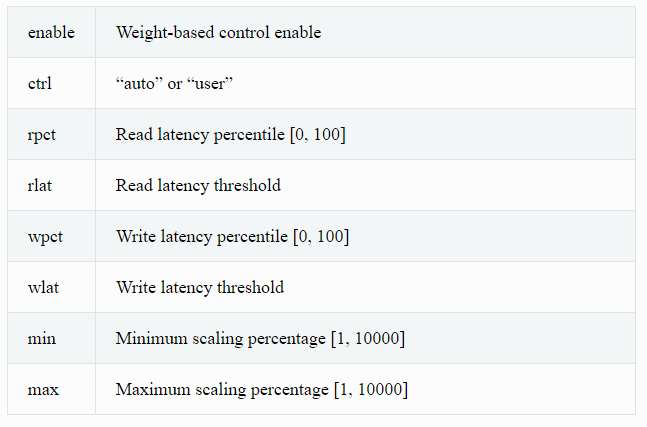 enable Weight-based control enable
ctrl “auto” or “user”
rpct Read latency percentile [0, 100]
rlat Read latency threshold
wpct Write latency percentile [0, 100]
wlat Write latency threshold
min Minimum scaling percentage [1, 10000]
max Maximum scaling percentage [1, 10000]